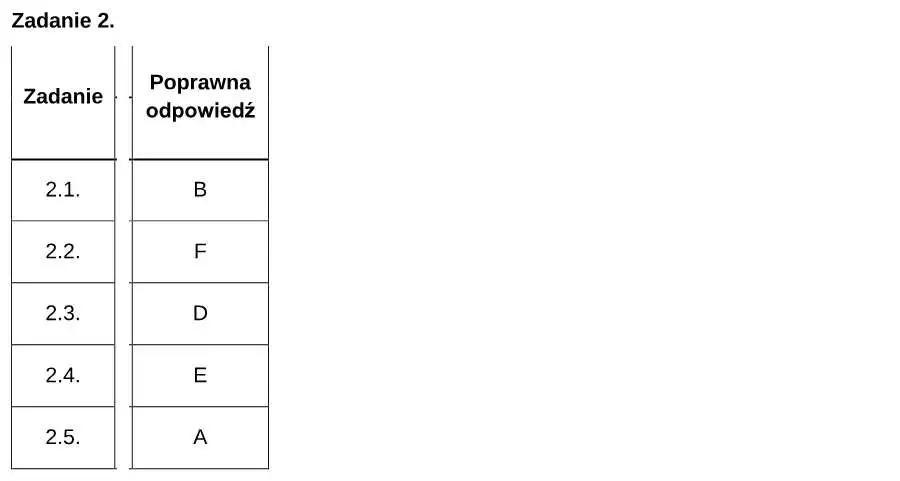 Zadanie 2.
Zadanie
Poprawna
odpowiedź
2.1. B
2.2. F
2.3. D
2.4. E
2.5. A